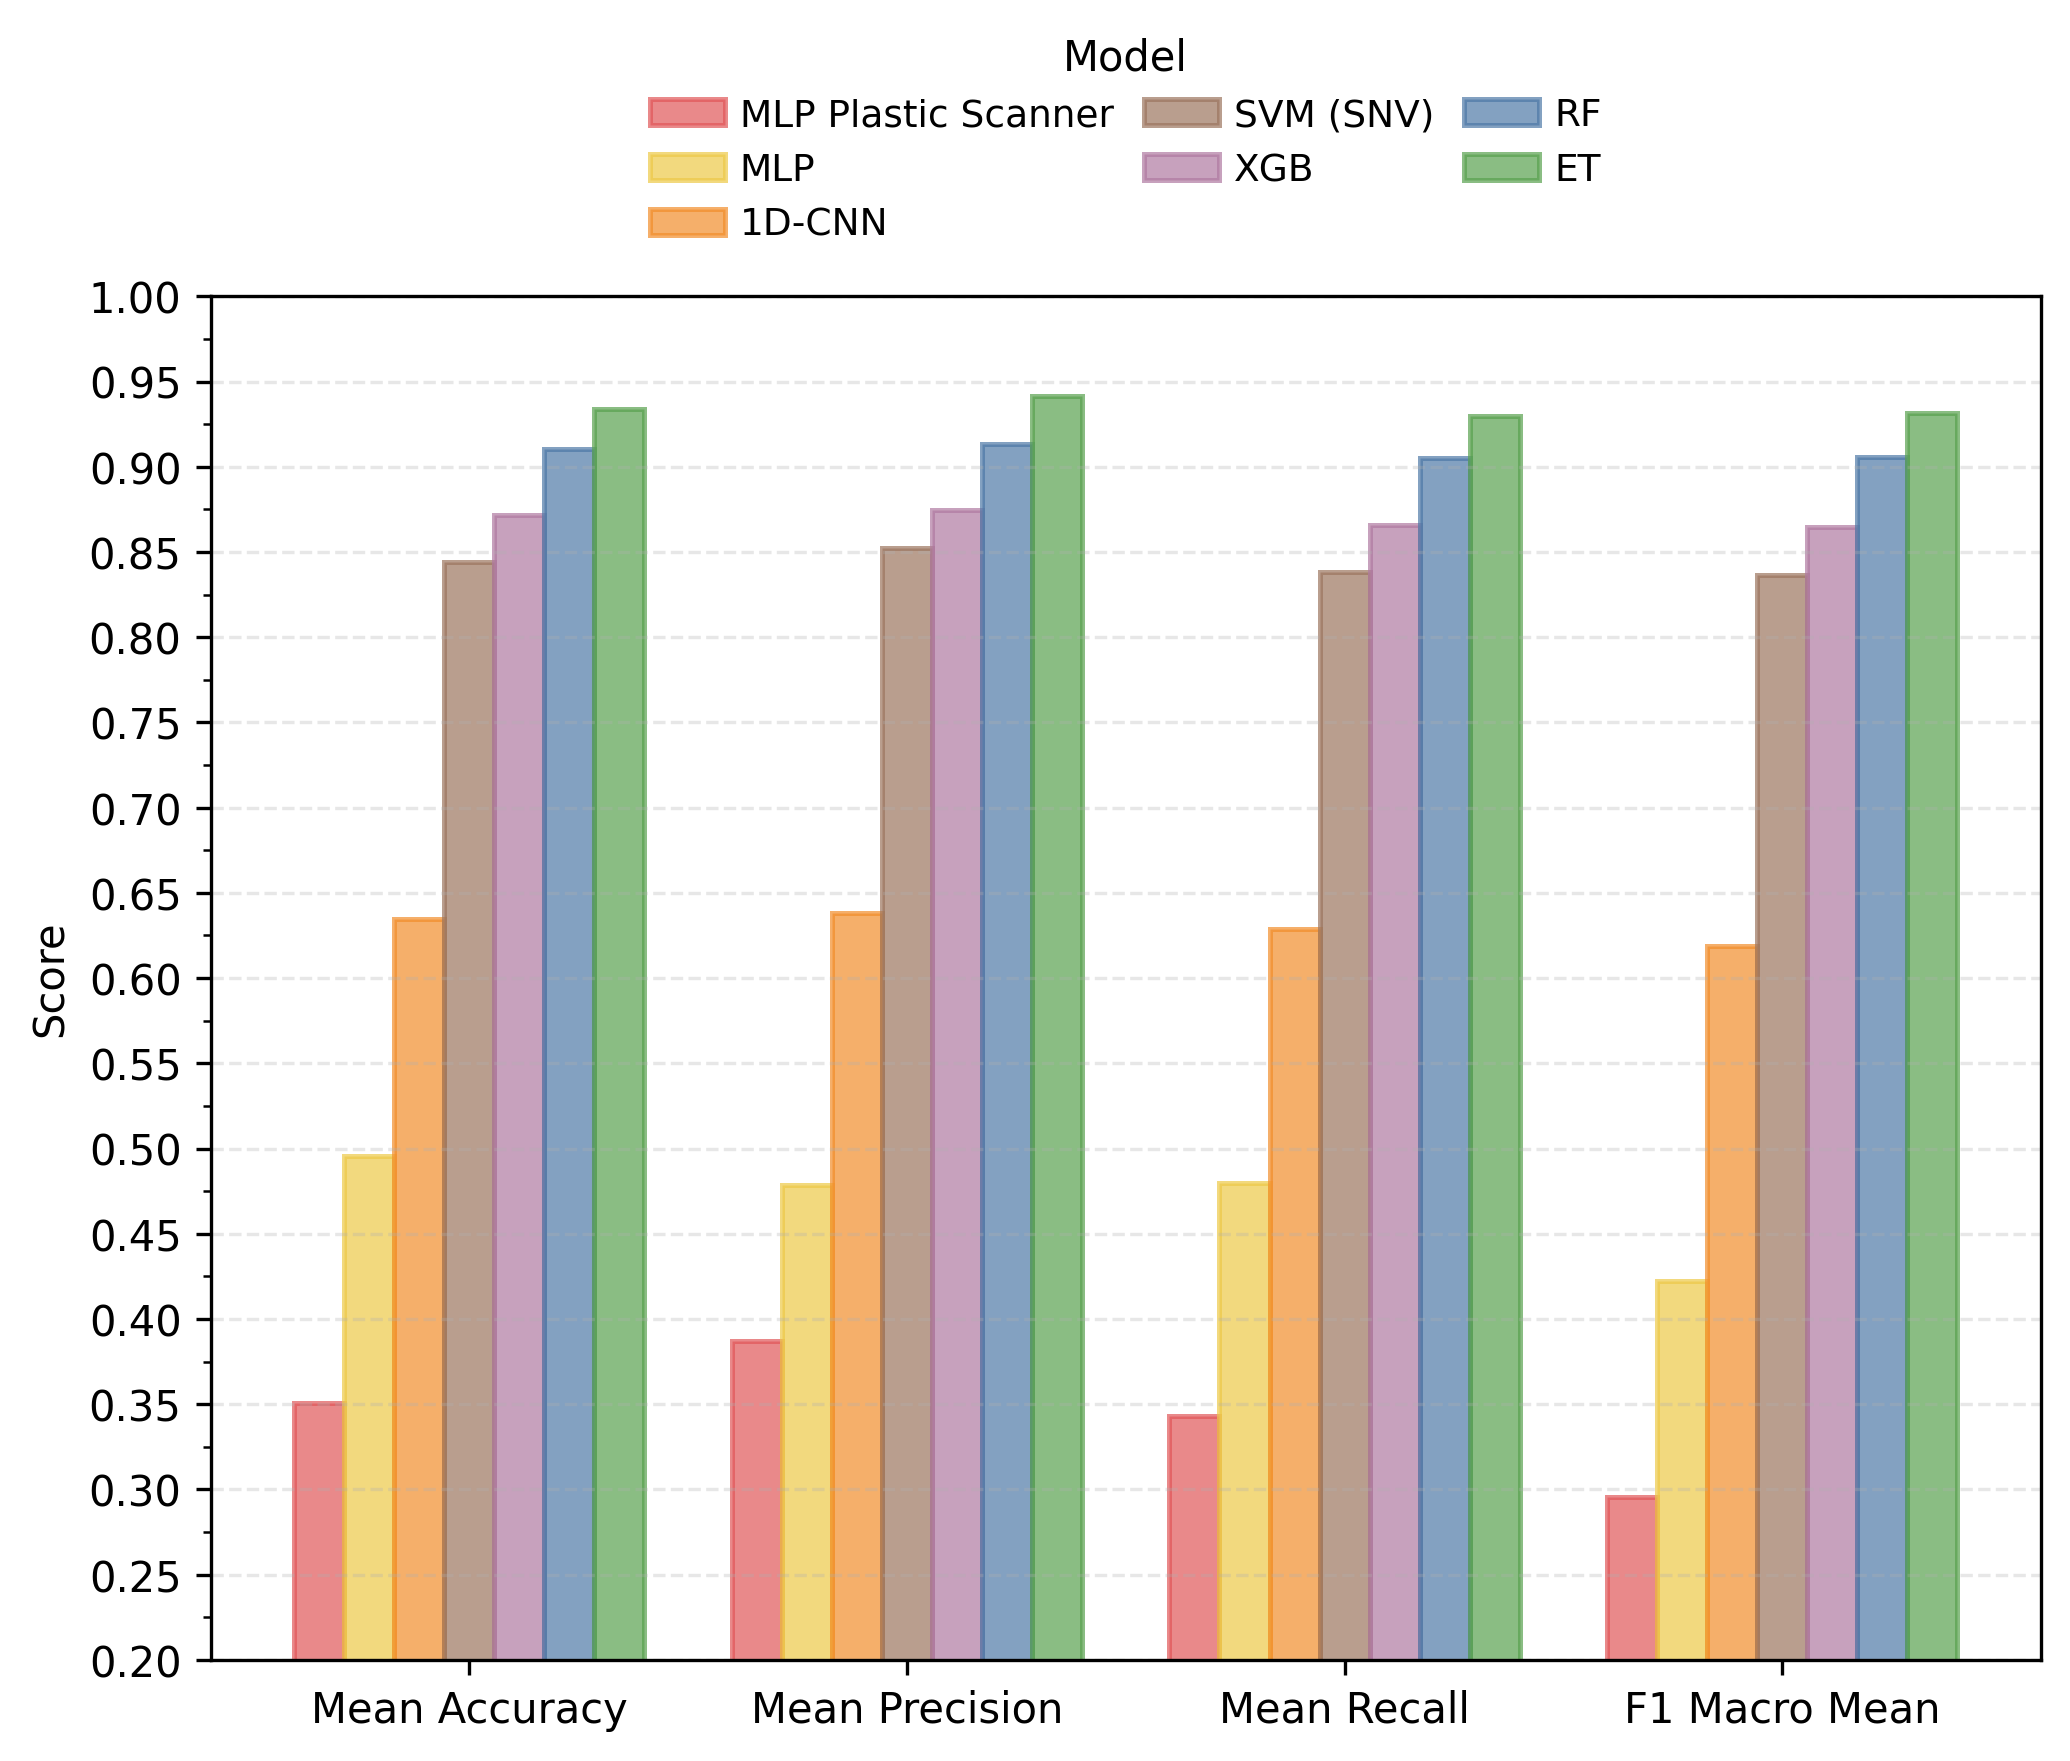 Model
MLP Plastic Scanner
MLP
1D-CNN
SVM (SNV)
XGB
RF
ET
1.00
0.95
0.90
0.85
0.80
0.75
0.70
0.65
0.60
0.55
0.50
0.45
0.40
0.35
0.30
0.25
0.20
Score
Mean Accuracy
Mean Precision
Mean Recall
F1 Macro Mean